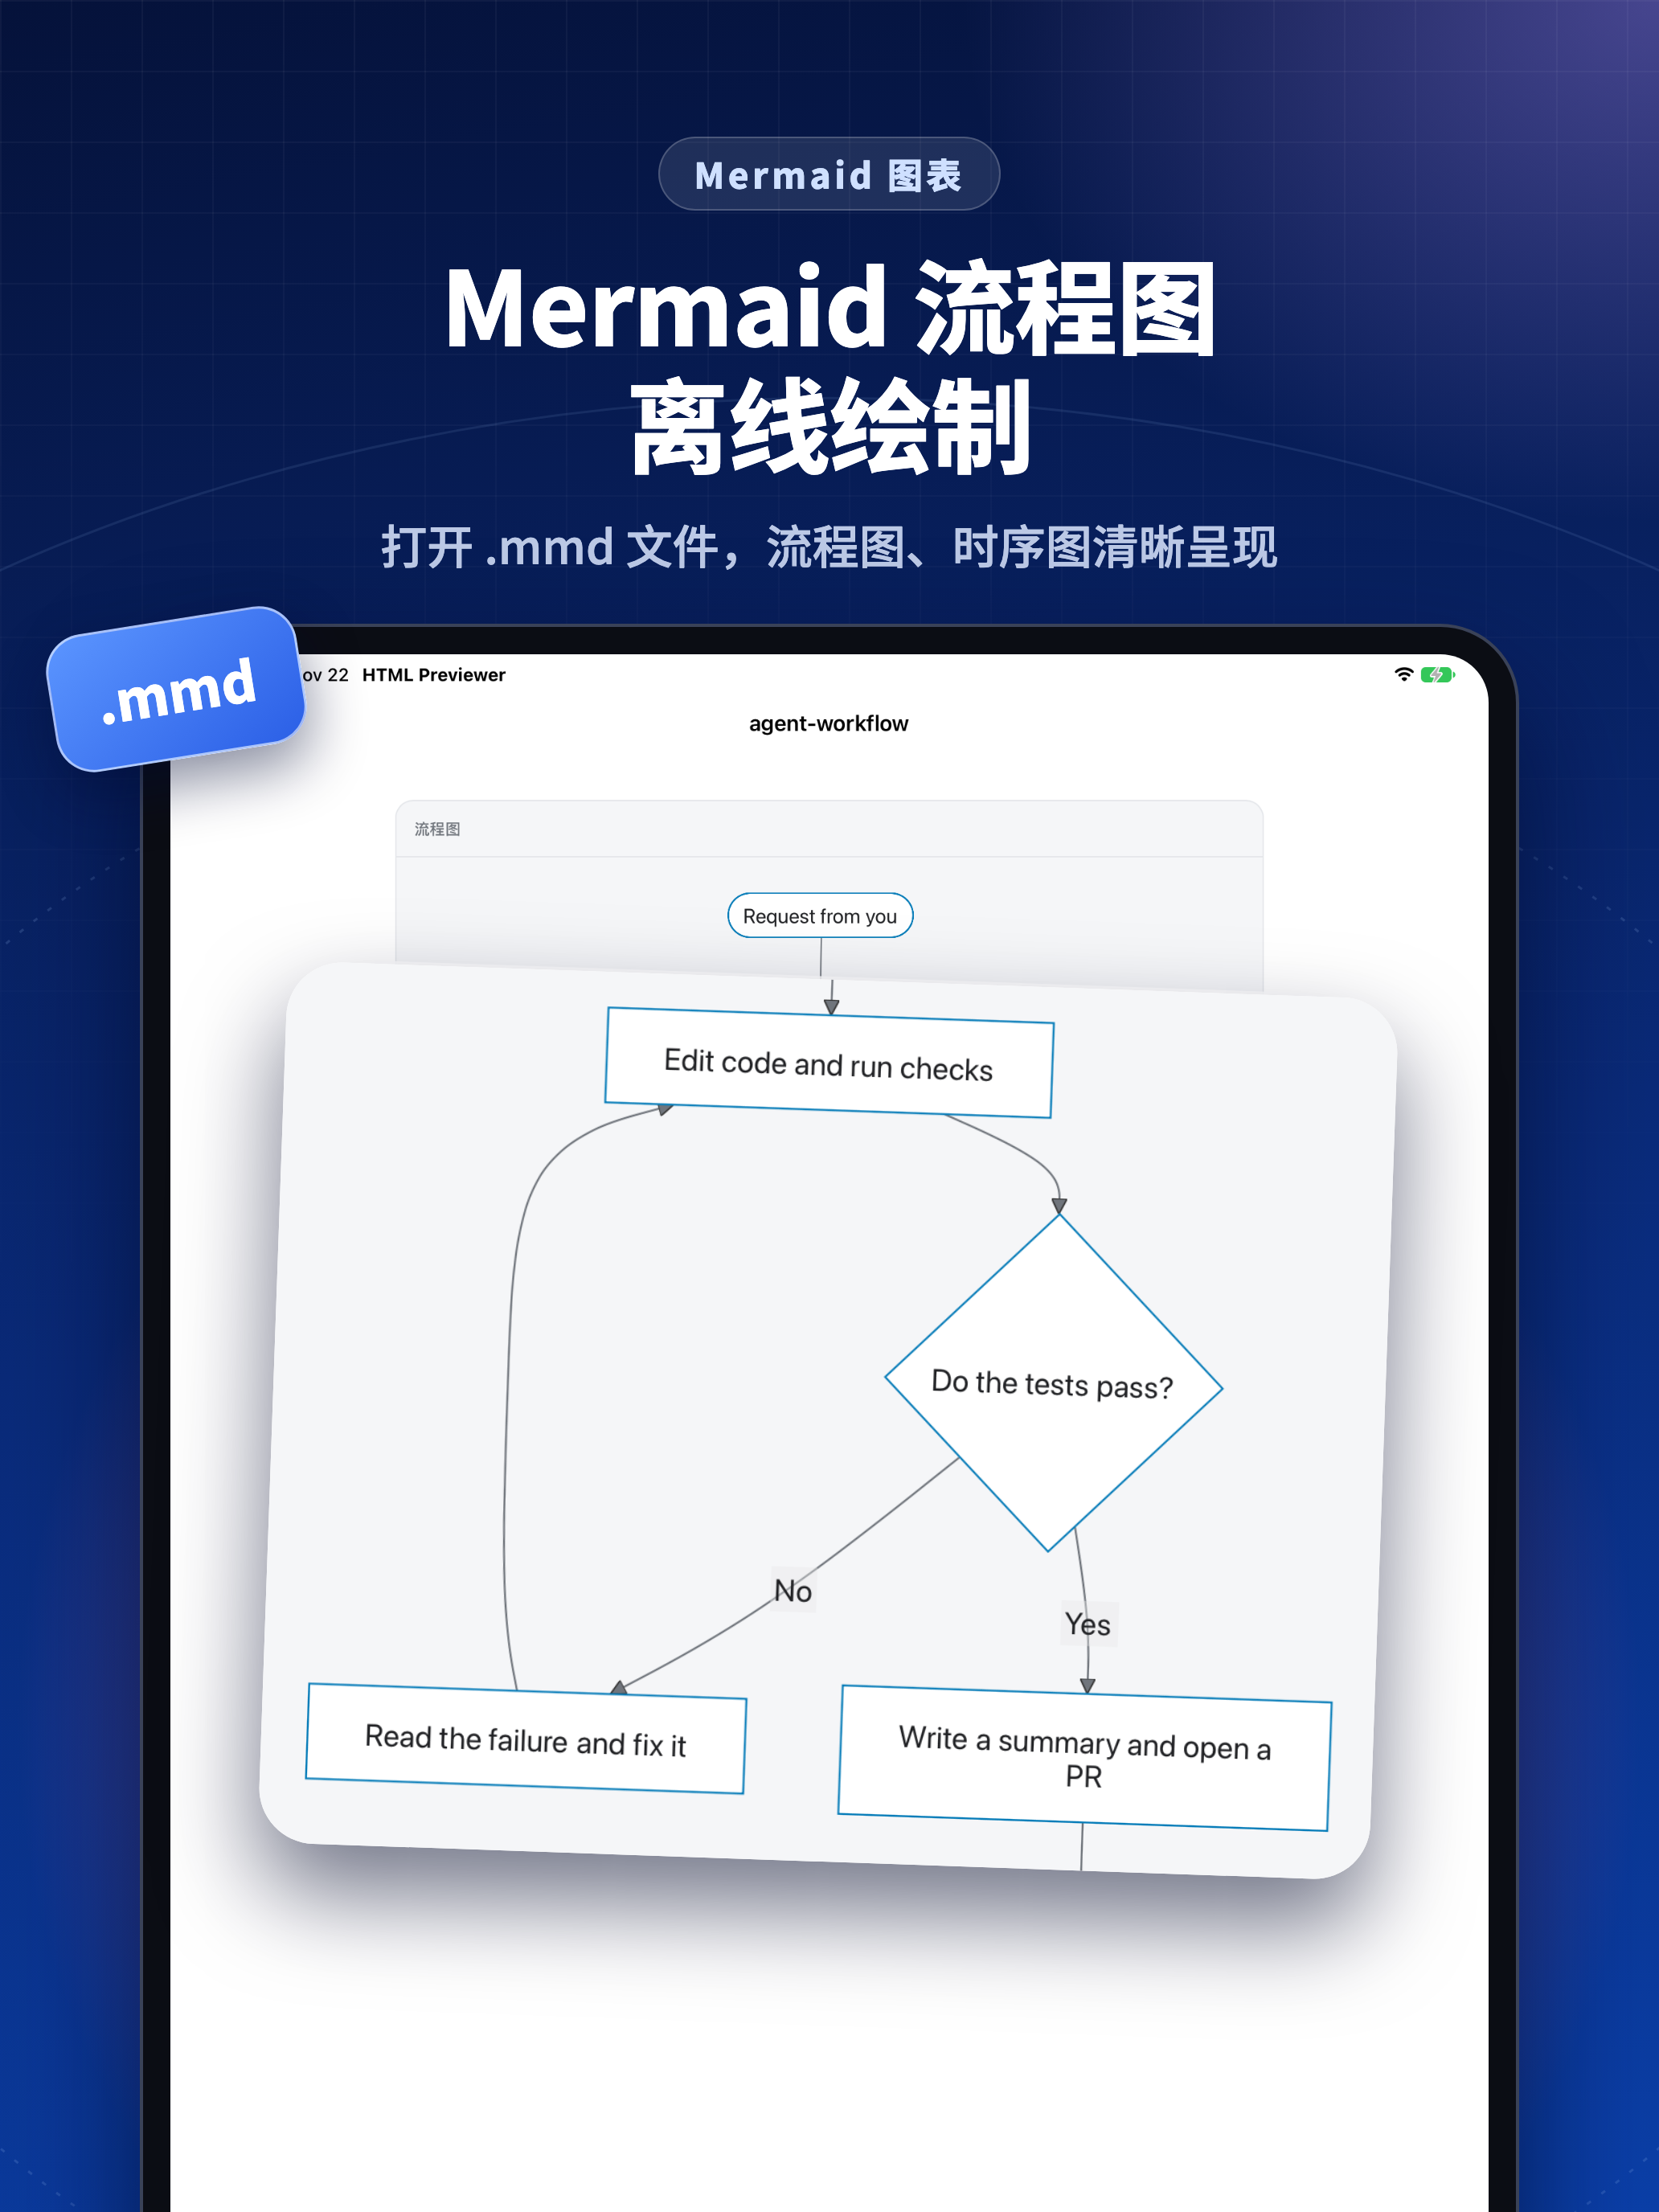 Mermaid 图表
Mermaid 流程图
离线绘制
打开 .mmd 文件，流程图、时序图清晰呈现
.mmd
22 HTML Previewer
agent-workflow
流程图
Request from you
Edit code and run checks
Do the tests pass?
No
Yes
Read the failure and fix it
Write a summary and open a
PR